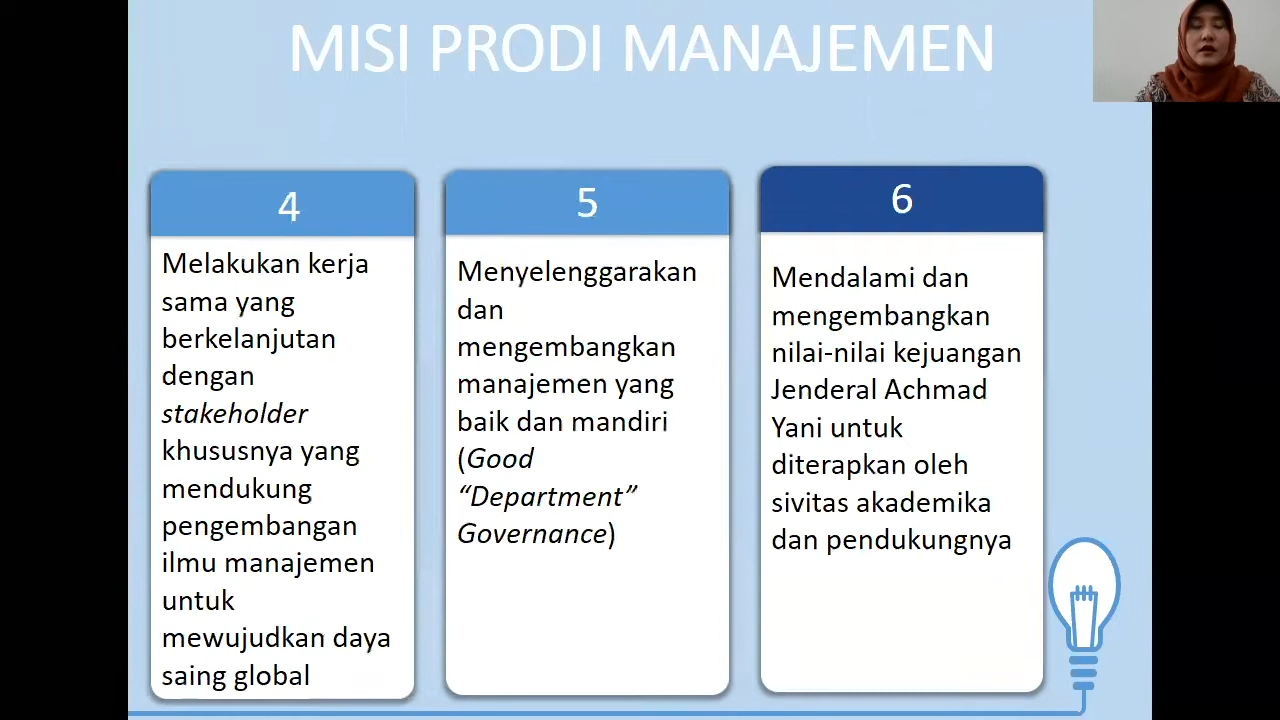 MISI PRODI MANAJEMEN
4
Melakukan kerja
sama yang
berkelanjutan
dengan
stakeholder
khususnya yang
mendukung
pengembangan
ilmu manajemen
untuk
mewujudkan daya
saing global
5
Menyelenggarakan
dan
mengembangkan
manajemen yang
baik dan mandiri
(Good
“Department”
Governance)
6
Mendalami dan
mengembangkan
nilai-nilai kejuangan
Jenderal Achmad
Yani untuk
diterapkan oleh
sivitas akademika
dan pendukungnya